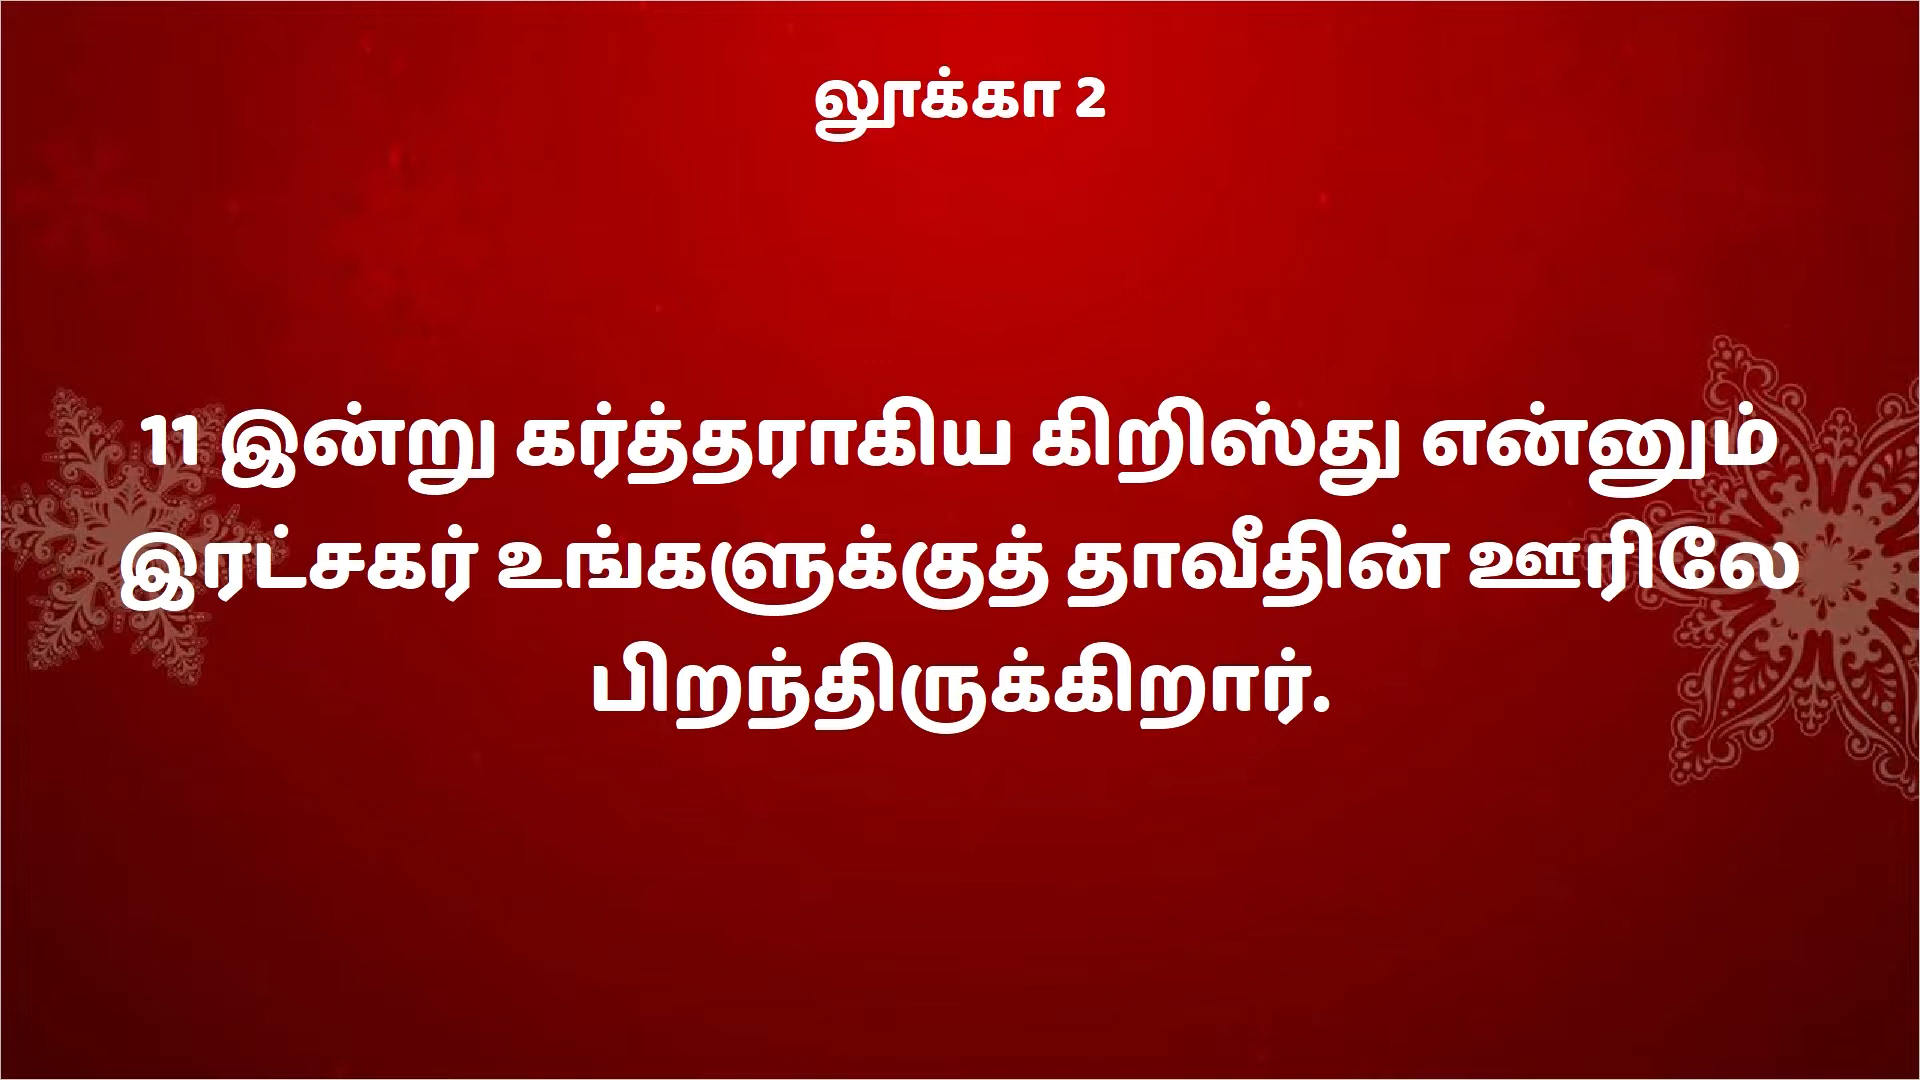 லூக்கா 2
11 இன்று கர்த்தராகிய கிறிஸ்து என்னும்
இரட்சகர் உங்களுக்குத் தாவீதின் ஊரிலே
பிறந்திருக்கிறார்.